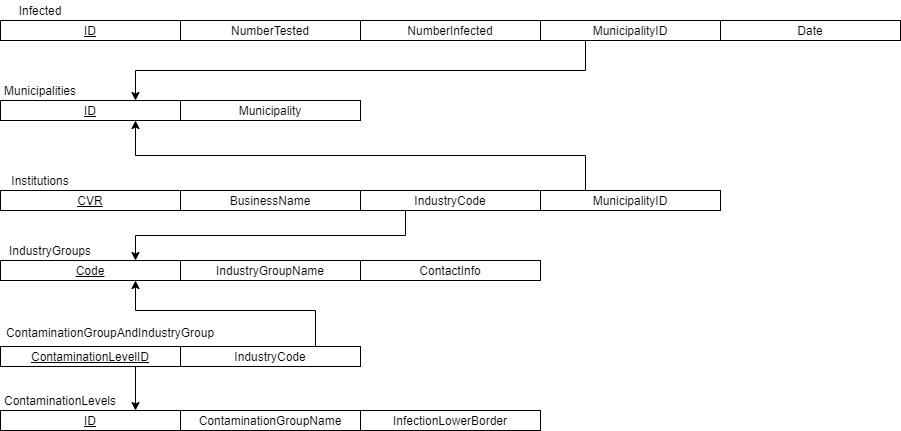 Infected
ID NumberTested NumberInfected MunicipalityID Date
Municipalities
ID Municipality
Institutions
CVR BusinessName IndustryCode MunicipalityID
IndustryGroups
Code IndustryGroupName ContactInfo
ContaminationGroupAndIndustryGroup
ContaminationLevelID IndustryCode
ContaminationLevels
ID ContaminationGroupName InfectionLowerBorder